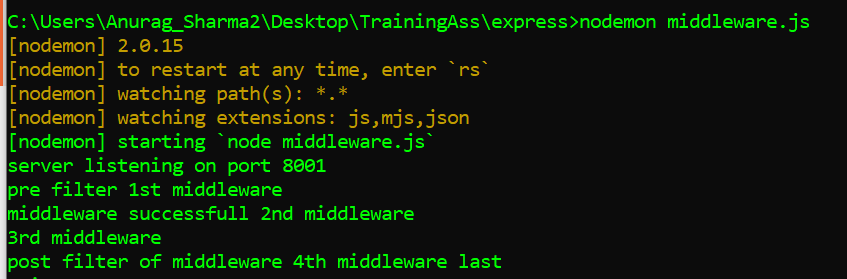 C:\Users\Anurag_Sharma2\Desktop\TrainingAss\express>nodemon middleware.js
[nodemon] 2.0.15
[nodemon] to restart at any time, enter `rs`
[nodemon] watching path(s): *.*
[nodemon] watching extensions: js,mjs,json
[nodemon] starting `node middleware.js`
server listening on port 8001
pre filter 1st middleware
middleware successfull 2nd middleware
3rd middleware
post filter of middleware 4th middleware last